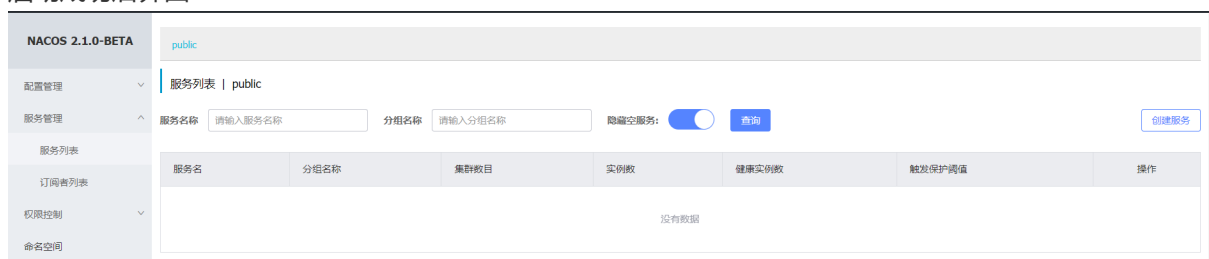 NACOS 2.1.0-BETA
public
配置管理
服务管理
服务列表
订阅者列表
权限控制
命名空间
服务列表 | public
服务名称 请输入服务名称 分组名称 请输入分组名称 隐藏空服务: 查询 创建服务
服务名 分组名称 集群数目 实例数 健康实例数 触发保护阈值 操作
没有数据